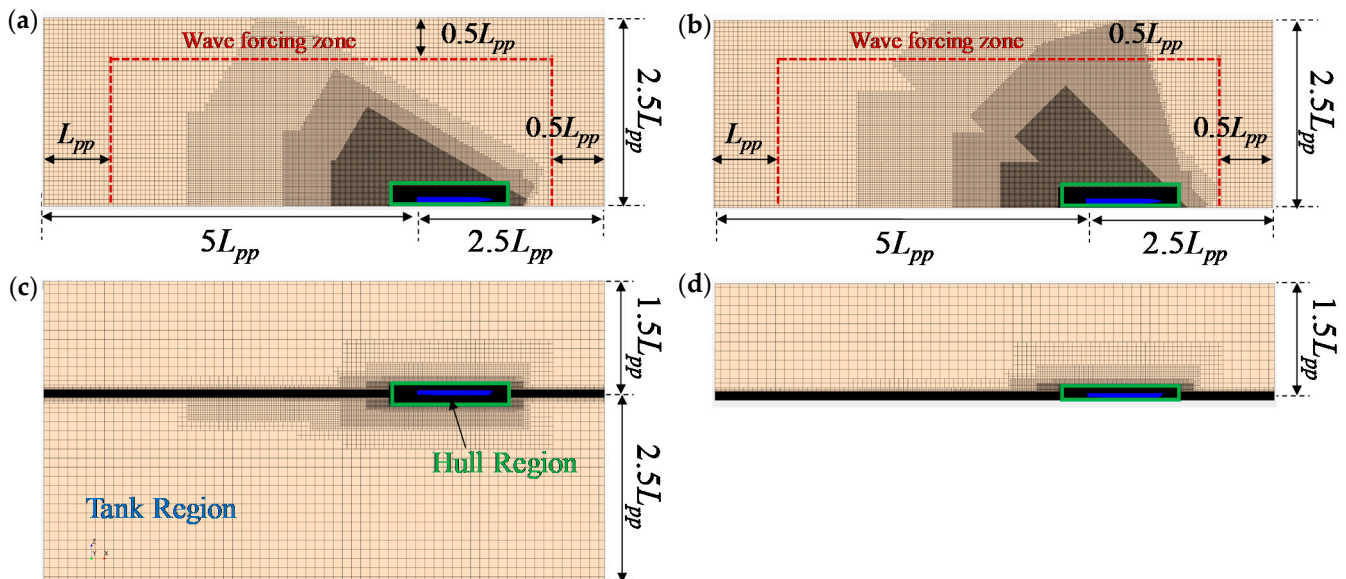 (a)
Wave forcing zone
0.5Lpp
2.5Lpp
Lpp
0.5Lpp
5Lpp
2.5Lpp
(b)
Wave forcing zone
0.5Lpp
2.5Lpp
Lpp
0.5Lpp
5Lpp
2.5Lpp
(c)
1.5Lpp
Hull Region
2.5Lpp
Tank Region
Z
Y X
(d)
1.5Lpp